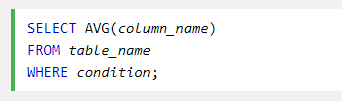 SELECT AVG(column_name)
FROM table_name
WHERE condition;